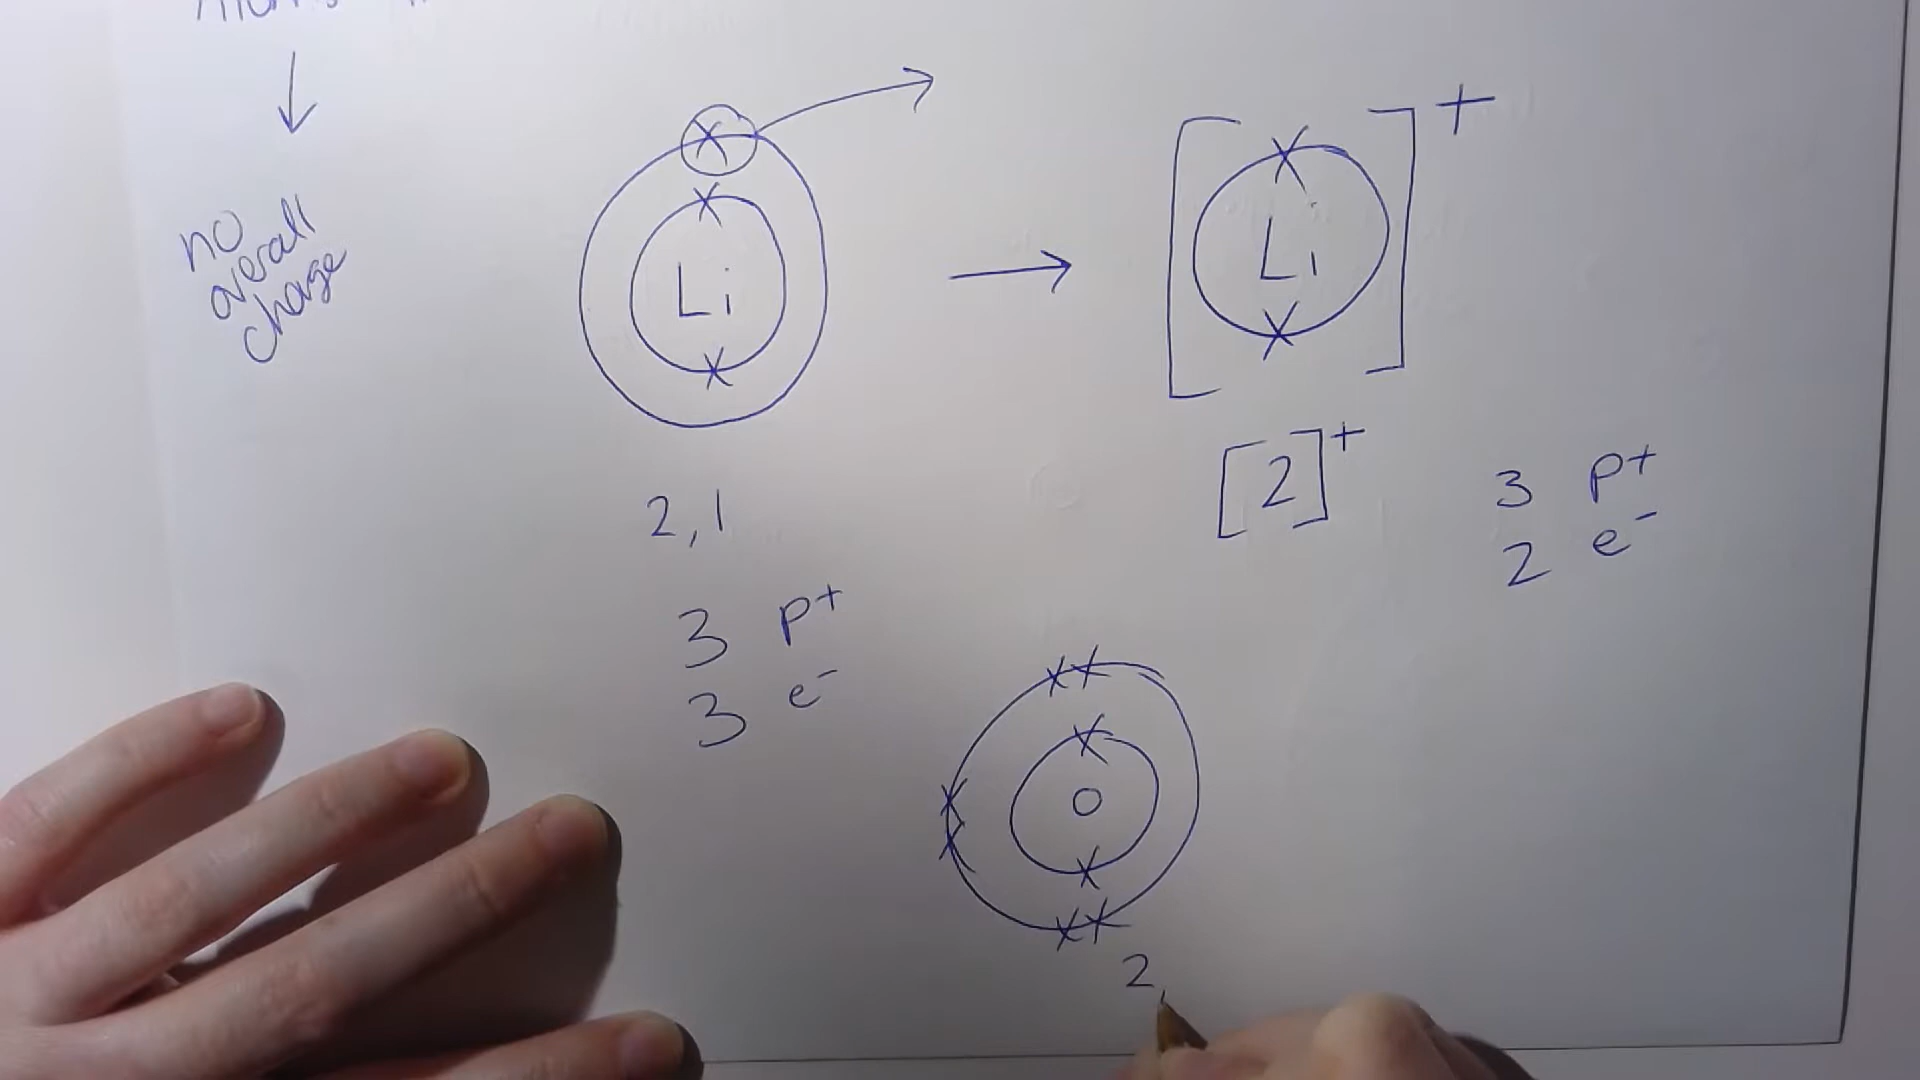 no
overall
charge
Li
Li
+
2,1
[2]+
3 p+
3 e-
3 p+
2 e-
O
2,